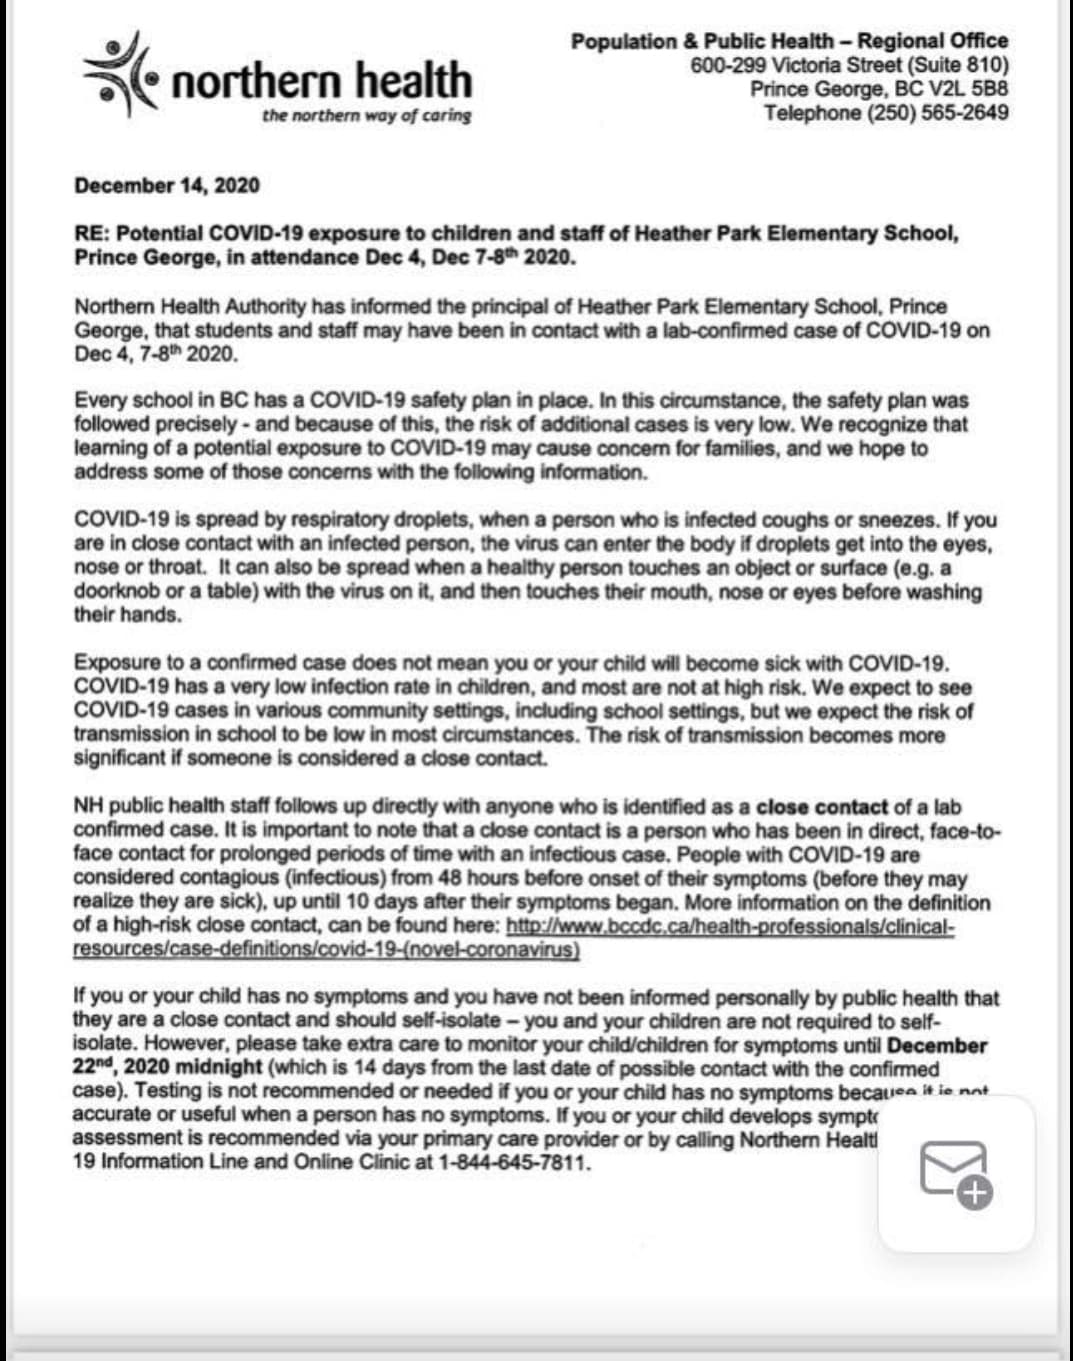 northern health
the northern way of caring
Population & Public Health – Regional Office
600-299 Victoria Street (Suite 810)
Prince George, BC V2L 5B8
Telephone (250) 565-2649
December 14, 2020
RE: Potential COVID-19 exposure to children and staff of Heather Park Elementary School,
Prince George, in attendance Dec 4, Dec 7-8th 2020.
Northern Health Authority has informed the principal of Heather Park Elementary School, Prince
George, that students and staff may have been in contact with a lab-confirmed case of COVID-19 on
Dec 4, 7-8th 2020.
Every school in BC has a COVID-19 safety plan in place. In this circumstance, the safety plan was
followed precisely - and because of this, the risk of additional cases is very low. We recognize that
learning of a potential exposure to COVID-19 may cause concern for families, and we hope to
address some of those concerns with the following information.
COVID-19 is spread by respiratory droplets, when a person who is infected coughs or sneezes. If you
are in close contact with an infected person, the virus can enter the body if droplets get into the eyes,
nose or throat.  It can also be spread when a healthy person touches an object or surface (e.g. a
doorknob or a table) with the virus on it, and then touches their mouth, nose or eyes before washing
their hands.
Exposure to a confirmed case does not mean you or your child will become sick with COVID-19.
COVID-19 has a very low infection rate in children, and most are not at high risk. We expect to see
COVID-19 cases in various community settings, including school settings, but we expect the risk of
transmission in school to be low in most circumstances. The risk of transmission becomes more
significant if someone is considered a close contact.
NH public health staff follows up directly with anyone who is identified as a close contact of a lab
confirmed case. It is important to note that a close contact is a person who has been in direct, face-to-
face contact for prolonged periods of time with an infectious case. People with COVID-19 are
considered contagious (infectious) from 48 hours before onset of their symptoms (before they may
realize they are sick), up until 10 days after their symptoms began. More information on the definition
of a high-risk close contact, can be found here: http://www.bccdc.ca/health-professionals/clinical-
resources/case-definitions/covid-19-(novel-coronavirus)
If you or your child has no symptoms and you have not been informed personally by public health that
they are a close contact and should self-isolate – you and your children are not required to self-
isolate. However, please take extra care to monitor your child/children for symptoms until December
22nd, 2020 midnight (which is 14 days from the last date of possible contact with the confirmed
case). Testing is not recommended or needed if you or your child has no symptoms because it is not
accurate or useful when a person has no symptoms. If you or your child develops
assessment is recommended via your primary care provider or by calling Northern
19 Information Line and Online Clinic at 1-844-645-7811.